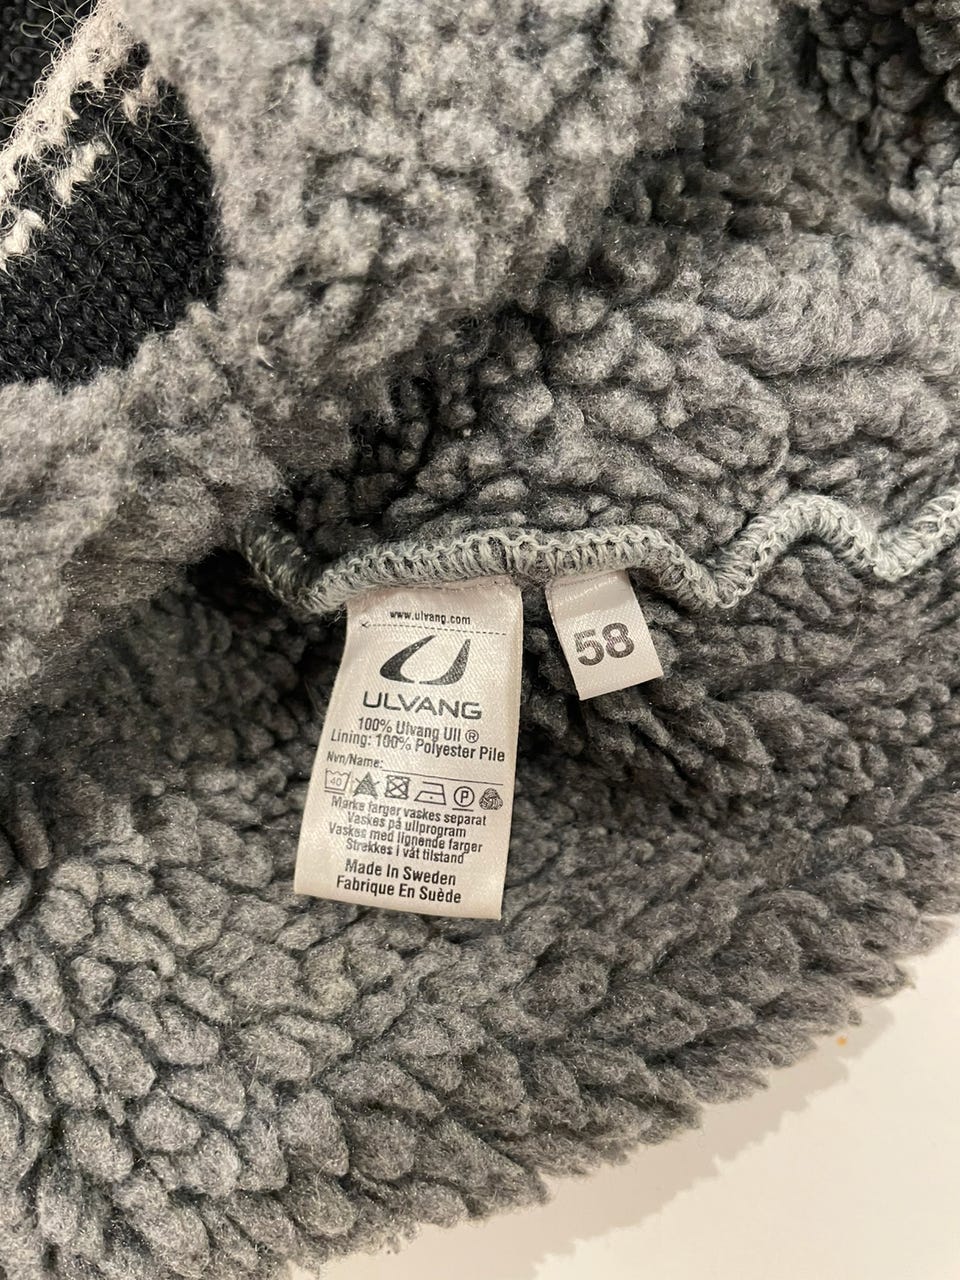 www.ulvang.com
ULVANG
100% Ulvang Ull ®
Lining: 100% Polyester Pile
Nvn/Name:
40 P
Mørke farger vaskes separat
Vaskes på ullprogram
Vaskes med lignende farger
Strekkes i våt tilstand
Made In Sweden
Fabrique En Suède
58